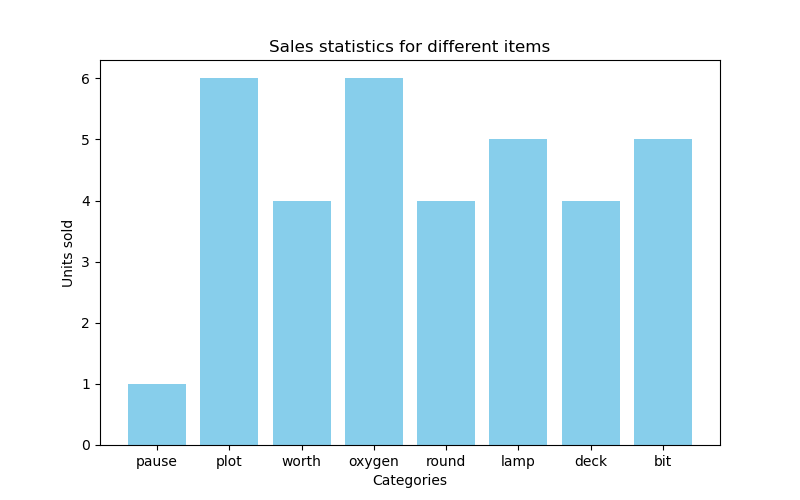 Sales statistics for different items
6
5
4
3
2
1
0
Units sold
pause plot worth oxygen round lamp deck bit
Categories